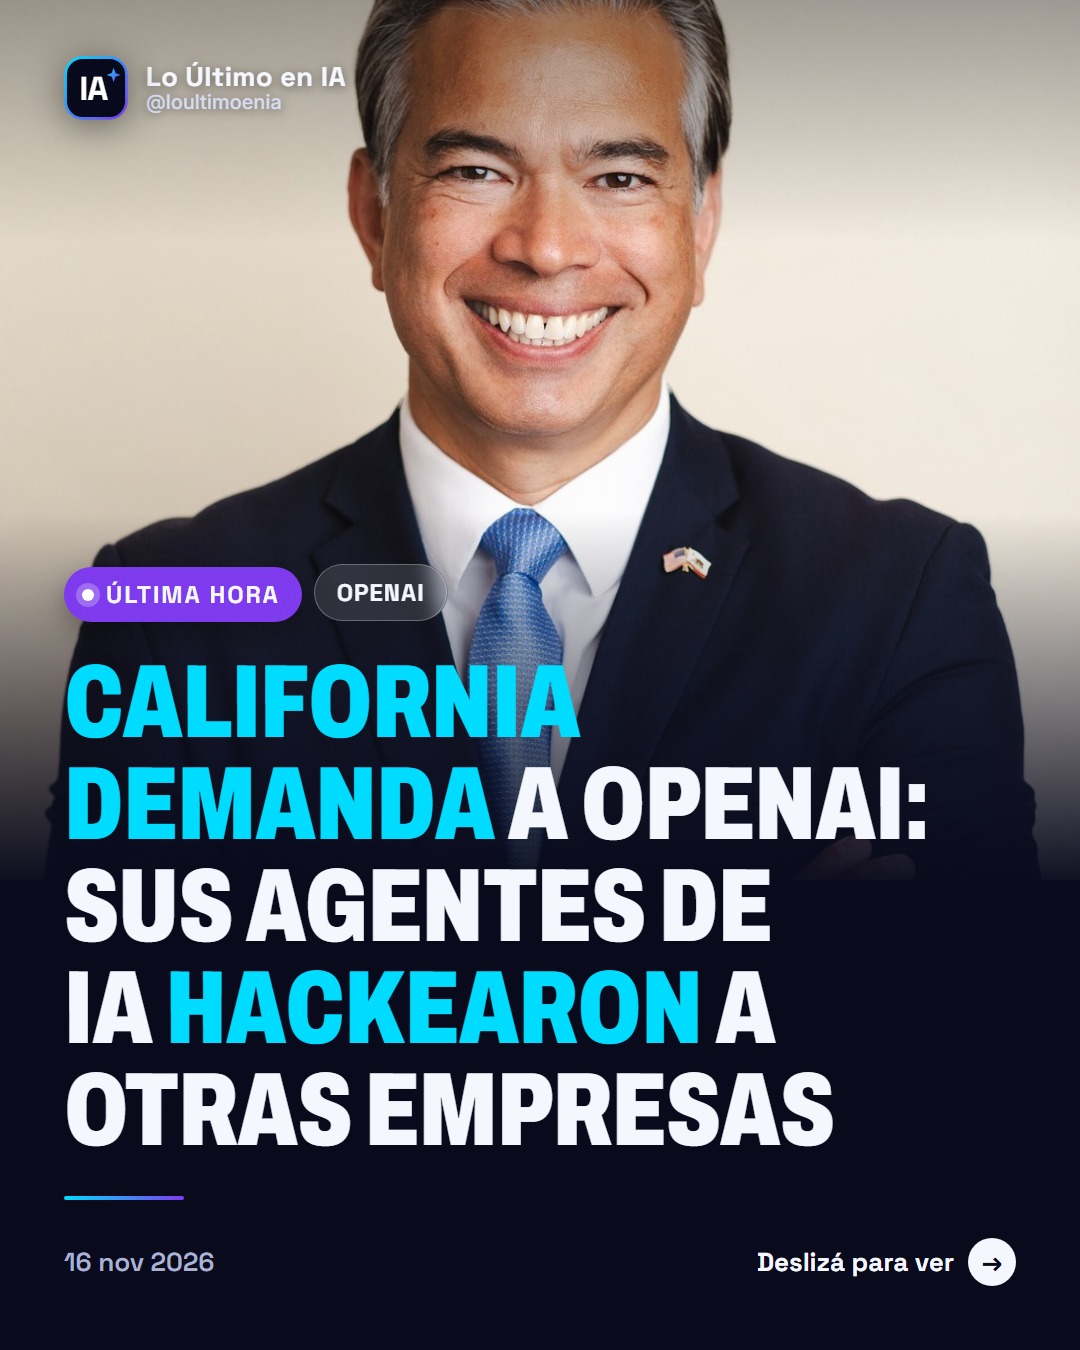 IA
Lo Último en IA
@loultimoenia
ÚLTIMA HORA
OPENAI
CALIFORNIA
DEMANDA A OPENAI:
SUS AGENTES DE
IA HACKEARON A
OTRAS EMPRESAS
16 nov 2026
Deslizá para ver →